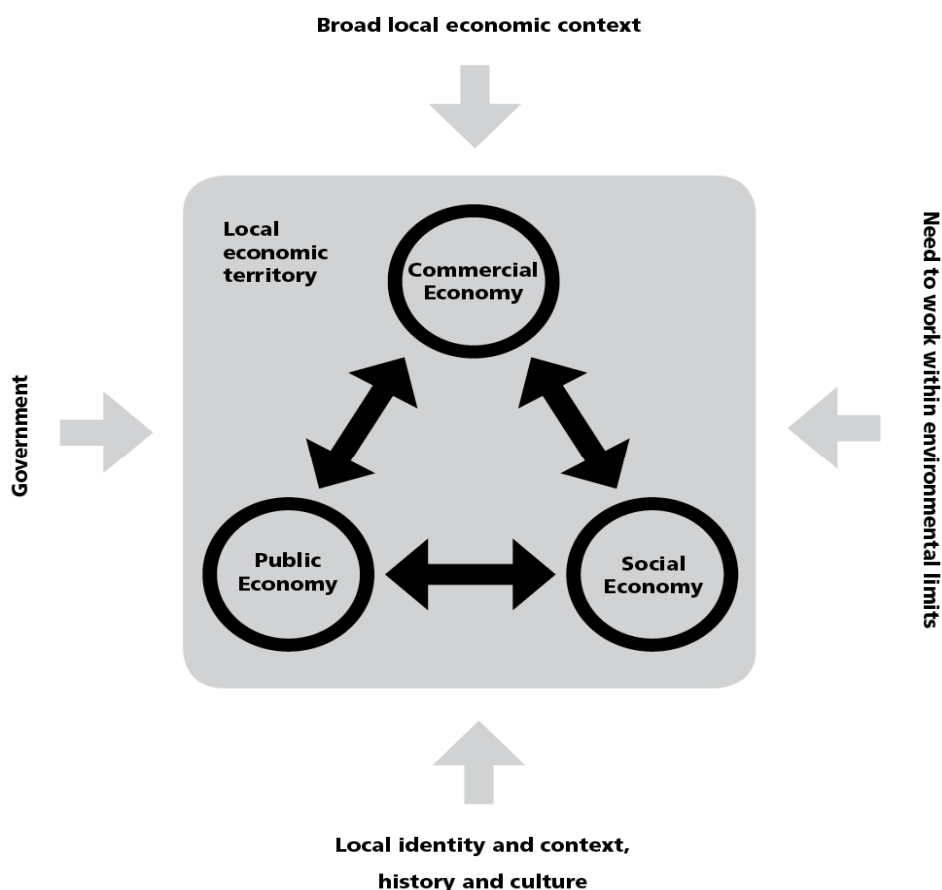 Broad local economic context
Local
economic
territory
Commercial
Economy
Government
Need to work within environmental limits
Public
Economy
Social
Economy
Local identity and context,
history and culture